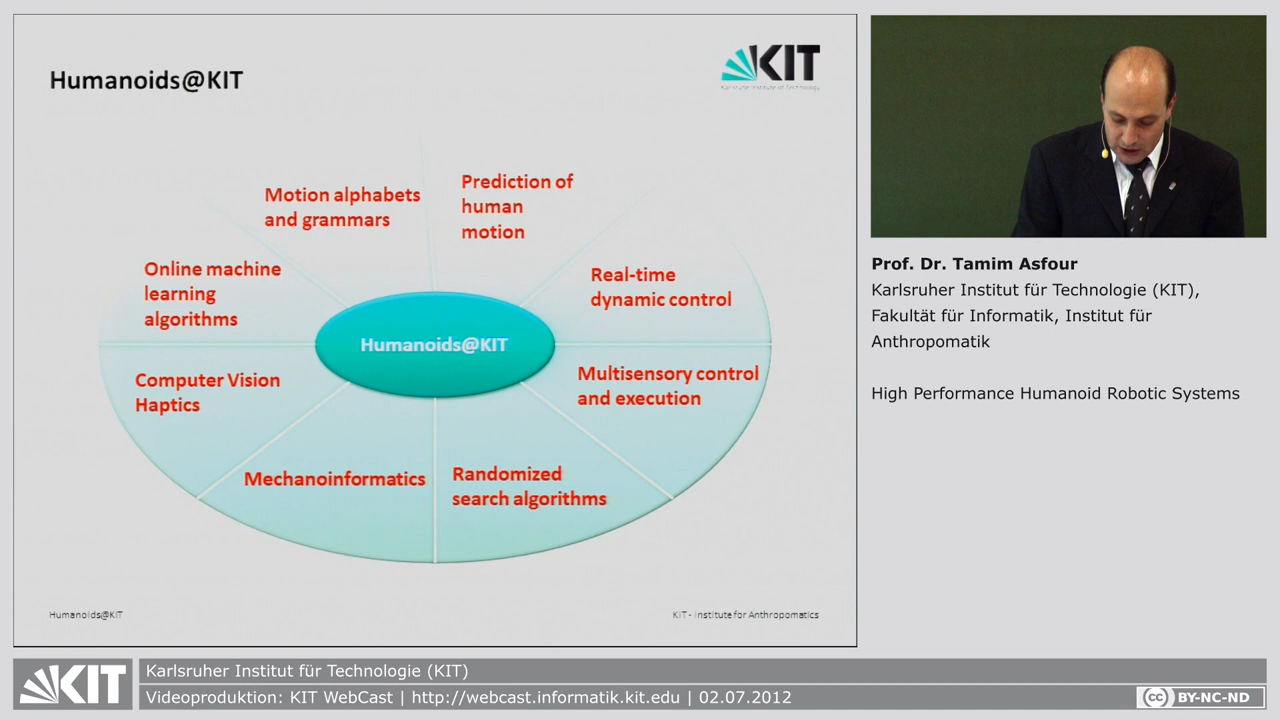 Humanoids@KIT
KIT
Karlsruhe Institute of Technology
Motion alphabets
and grammars
Prediction of
human
motion
Online machine
learning
algorithms
Real-time
dynamic control
Humanoids@KIT
Computer Vision
Haptics
Multisensory control
and execution
Mechanoinformatics
Randomized
search algorithms
Humanoids@KIT
KIT - Institute for Anthropomatics
Prof. Dr. Tamim Asfour
Karlsruher Institut für Technologie (KIT),
Fakultät für Informatik, Institut für
Anthropomatik
High Performance Humanoid Robotic Systems
KIT
Karlsruher Institut für Technologie (KIT)
Videoproduktion: KIT WebCast | http://webcast.informatik.kit.edu | 02.07.2012
cc BY-NC-ND